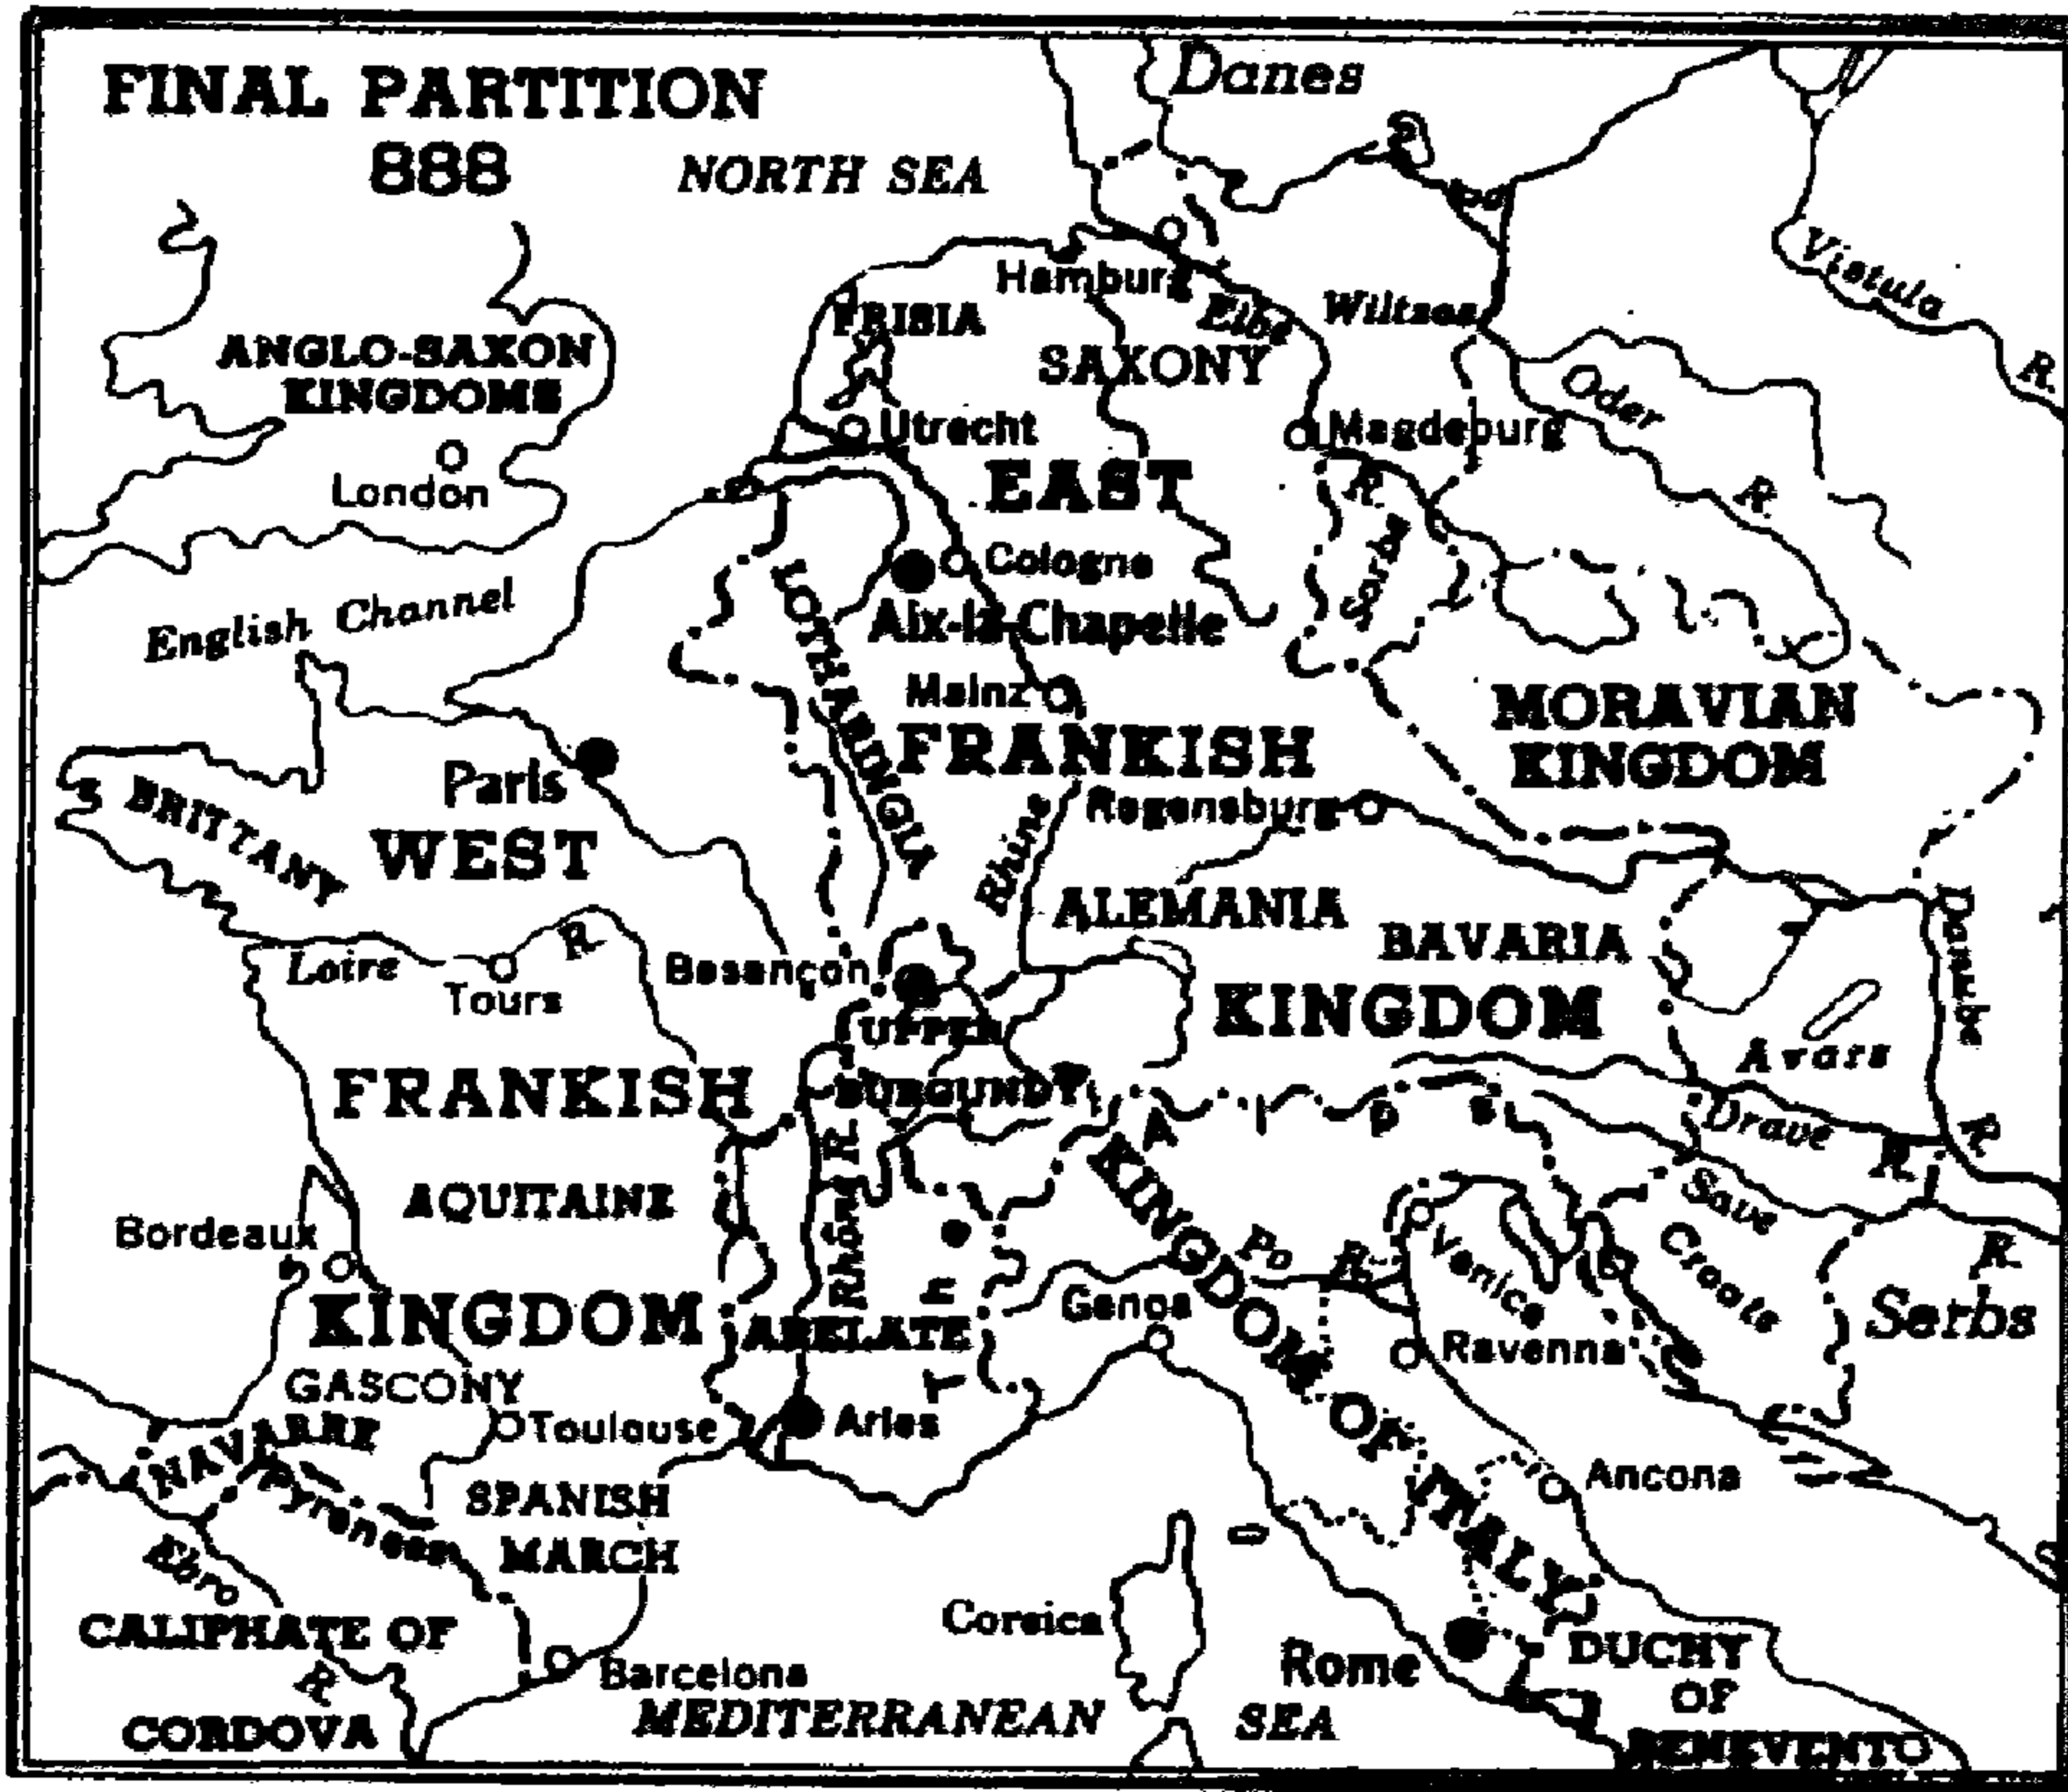 FINAL PARTITION
888
NORTH SEA
Danes
ANGLO-SAXON
KINGDOMS
London
English Channel
FRISIA
Hamburg
Elbe
Wiltzes
Vistula
R.
SAXONY
Utrecht
Magdeburg
Oder
R.
EAST
R.
Sorbs
Cologne
Aix-la-Chapelle
LOTHARINGIA
Mainz
FRANKISH
MORAVIAN
KINGDOM
Paris
BRITTANY
WEST
Regensburg
Rhine
ALEMANIA
BAVARIA
Danube
Loire
R.
Tours
Besançon
KINGDOM
UPPER
BURGUNDY
Avars
FRANKISH
A
L
P
S
Drave
R.
R.
AQUITAINE
Rhone R.
KINGDOM OF ITALY
Save
R.
Bordeaux
Po
R.
Venice
Croats
Serbs
KINGDOM
ARELATE
Genoa
Ravenna
GASCONY
Toulouse
Arles
NAVARRE
Pyrenees
SPANISH
MARCH
Ancona
Ebro
R.
CALIPHATE OF
CORDOVA
Barcelona
Corsica
Rome
DUCHY
OF
BENEVENTO
MEDITERRANEAN
SEA